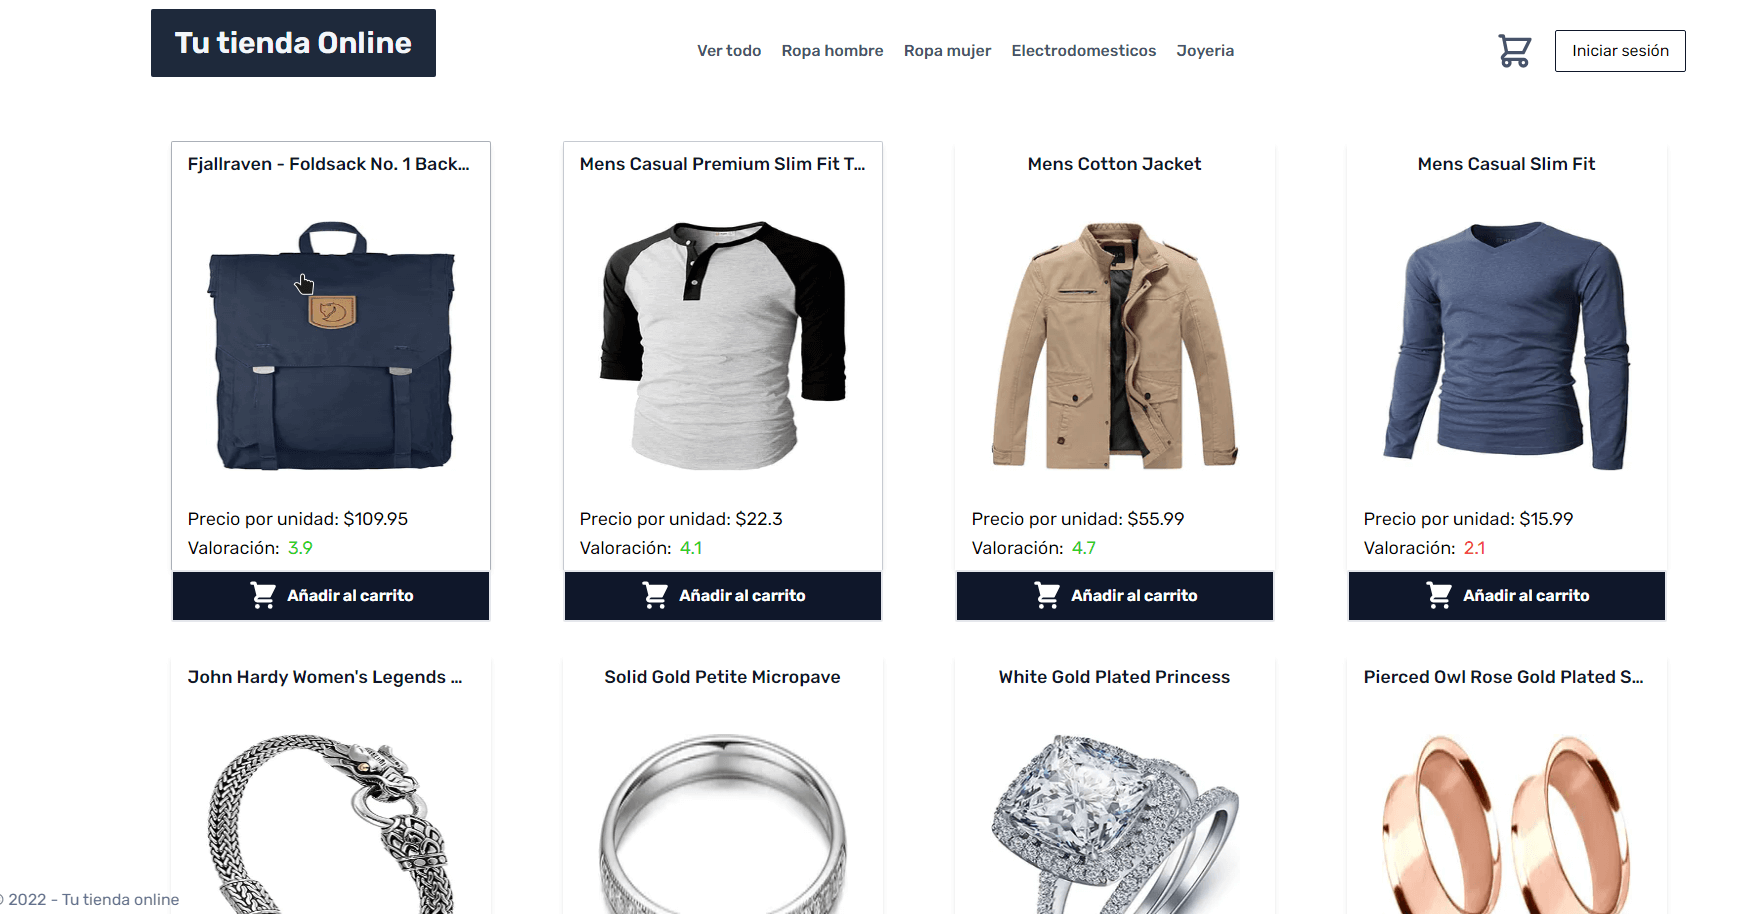 Tu tienda Online
Ver todo Ropa hombre Ropa mujer Electrodomesticos Joyeria
Iniciar sesión
Fjallraven - Foldsack No. 1 Back...
Precio por unidad: $109.95
Valoración: 3.9
Añadir al carrito
Mens Casual Premium Slim Fit T...
Precio por unidad: $22.3
Valoración: 4.1
Añadir al carrito
Mens Cotton Jacket
Precio por unidad: $55.99
Valoración: 4.7
Añadir al carrito
Mens Casual Slim Fit
Precio por unidad: $15.99
Valoración: 2.1
Añadir al carrito
John Hardy Women's Legends ...
Solid Gold Petite Micropave
White Gold Plated Princess
Pierced Owl Rose Gold Plated S...
© 2022 - Tu tienda online